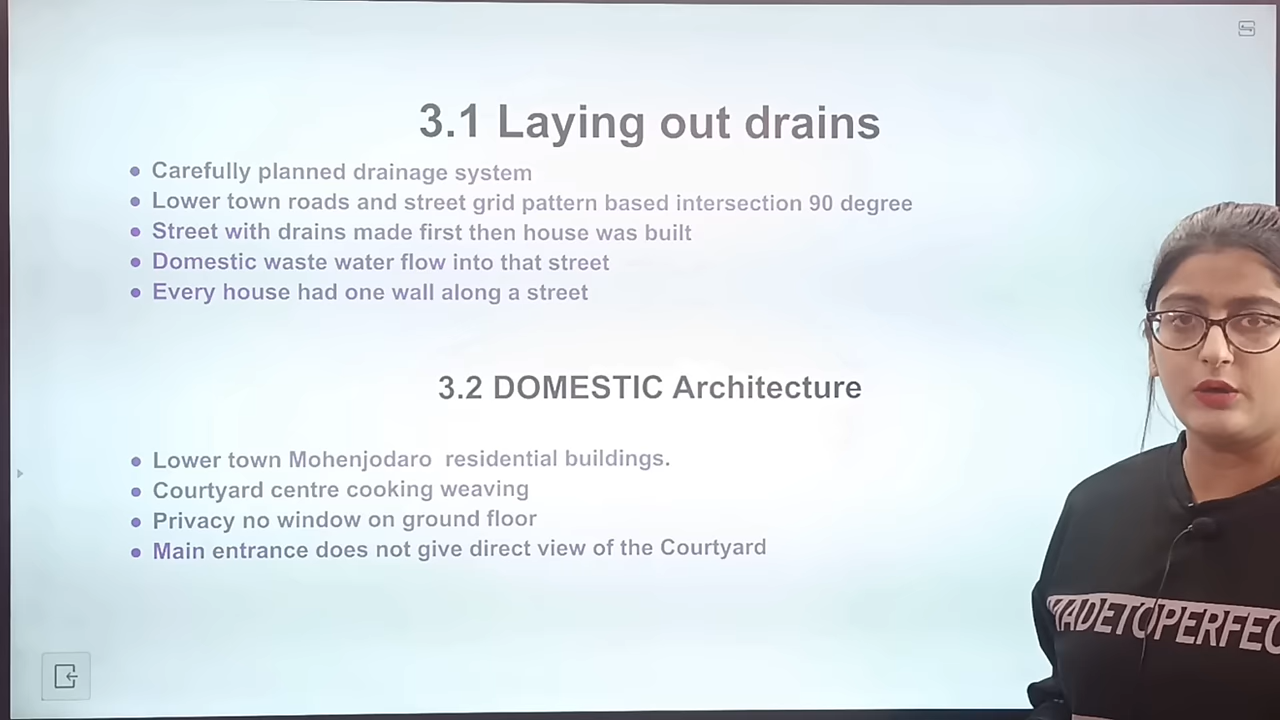 3.1 Laying out drains
• Carefully planned drainage system
• Lower town roads and street grid pattern based intersection 90 degree
• Street with drains made first then house was built
• Domestic waste water flow into that street
• Every house had one wall along a street
3.2 DOMESTIC Architecture
• Lower town Mohenjodaro residential buildings.
• Courtyard centre cooking weaving
• Privacy no window on ground floor
• Main entrance does not give direct view of the Courtyard
MADETOPERFEC